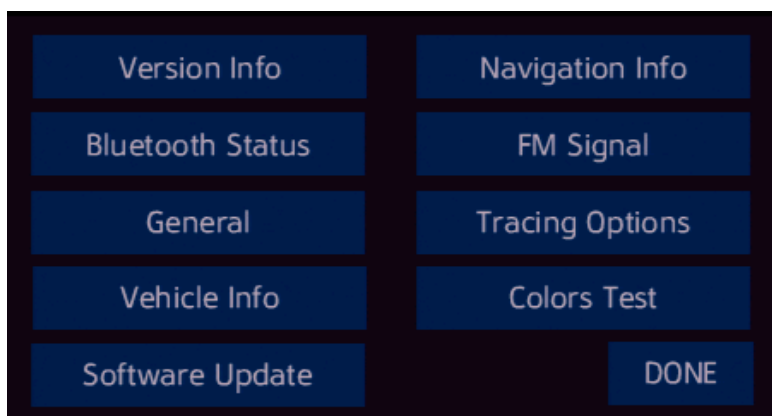 Version Info
Navigation Info
Bluetooth Status
FM Signal
General
Tracing Options
Vehicle Info
Colors Test
Software Update
DONE